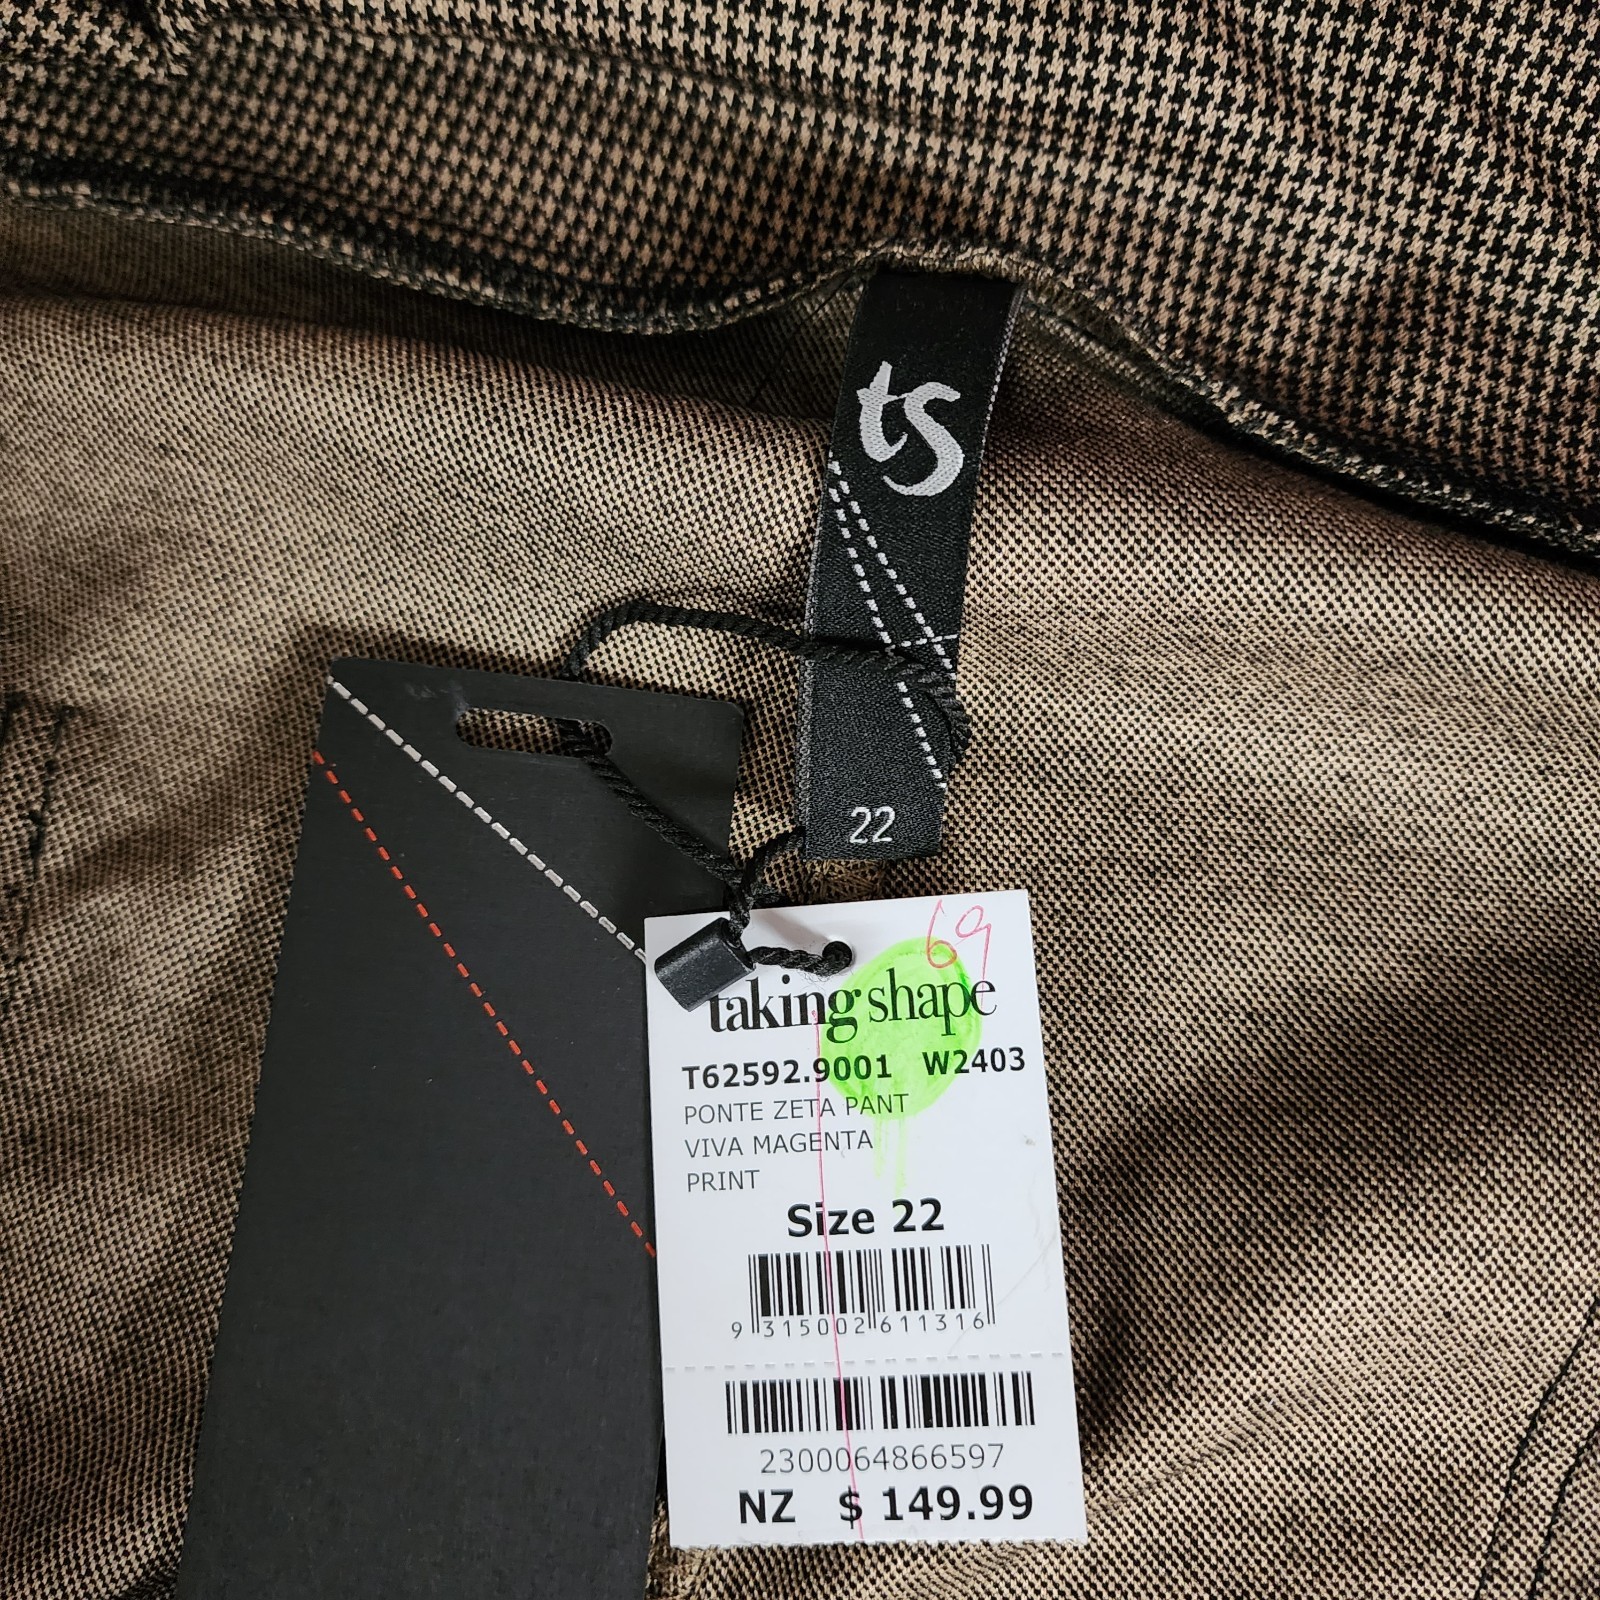 ts
22
69
taking shape
T62592.9001 W2403
PONTE ZETA PANT
VIVA MAGENTA
PRINT
Size 22
9 315002 611316
2300064866597
NZ $ 149.99